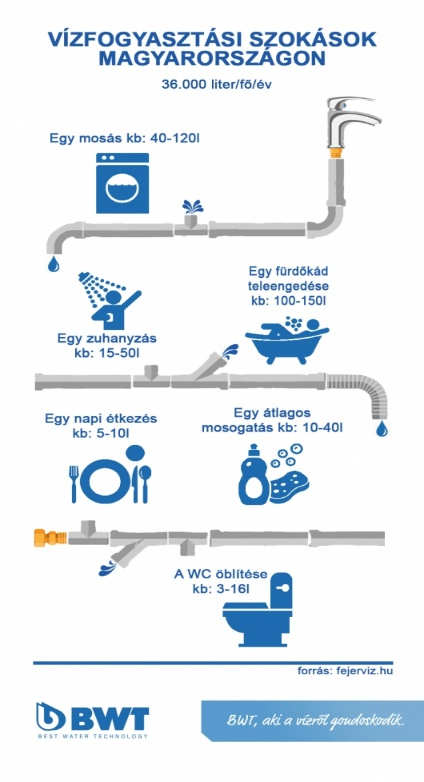 VÍZFOGYASZTÁSI SZOKÁSOK
MAGYARORSZÁGON
36.000 liter/fő/év
Egy mosás kb: 40-120l
Egy fürdőkád
teleengedése
kb: 100-150l
Egy zuhanyzás
kb: 15-50l
Egy napi étkezés
kb: 5-10l
Egy átlagos
mosogatás kb: 10-40l
A WC öblítése
kb: 3-16l
forrás: fejerviz.hu
BWT
BEST WATER TECHNOLOGY
BWT, aki a vízről gondoskodik.